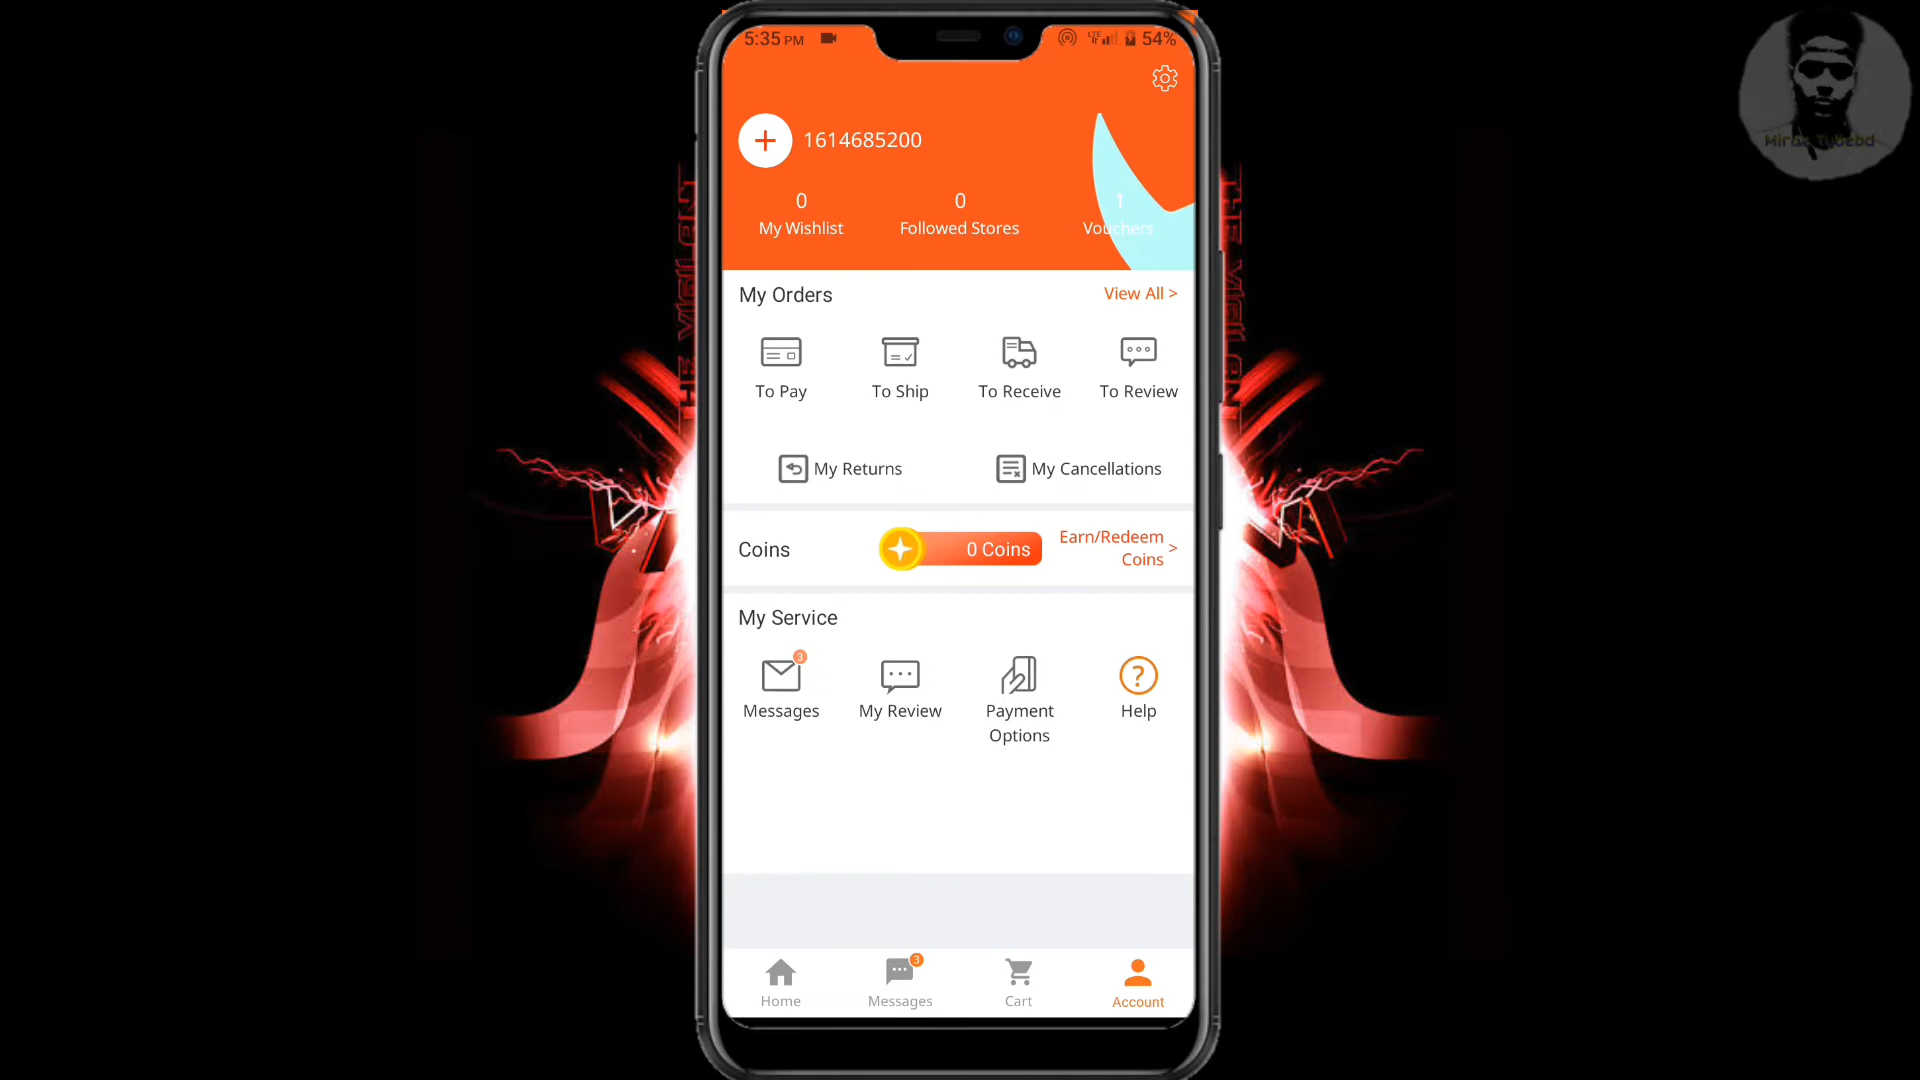 5:35 PM
LTE
54%
1614685200
0
0
1
My Wishlist
Followed Stores
Vouchers
My Orders
View All >
To Pay
To Ship
To Receive
To Review
My Returns
My Cancellations
Coins
0 Coins
Earn/Redeem
Coins
>
My Service
3
Messages
My Review
Payment
Options
?
Help
3
Home
Messages
Cart
Account